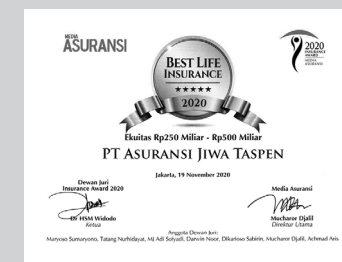 MEDIA
ASURANSI
2020
INSURANCE
AWARD
MEDIA
ASURANSI
BEST LIFE
INSURANCE
★★★★★
2020
Ekuitas Rp250 Miliar - Rp500 Miliar
PT ASURANSI JIWA TASPEN
Jakarta, 19 November 2020
Dewan Juri
Insurance Award 2020
Media Asuransi
Dr HSM Widodo
Ketua
Mucharor Djalil
Direktur Utama
Anggota Dewan Juri:
Maryoso Sumaryono, Tatang Nurhidayat, MJ Adi Solyadi, Darwin Noor, Dikarioso Sabirin, Mucharor Djalil, Achmad Aris